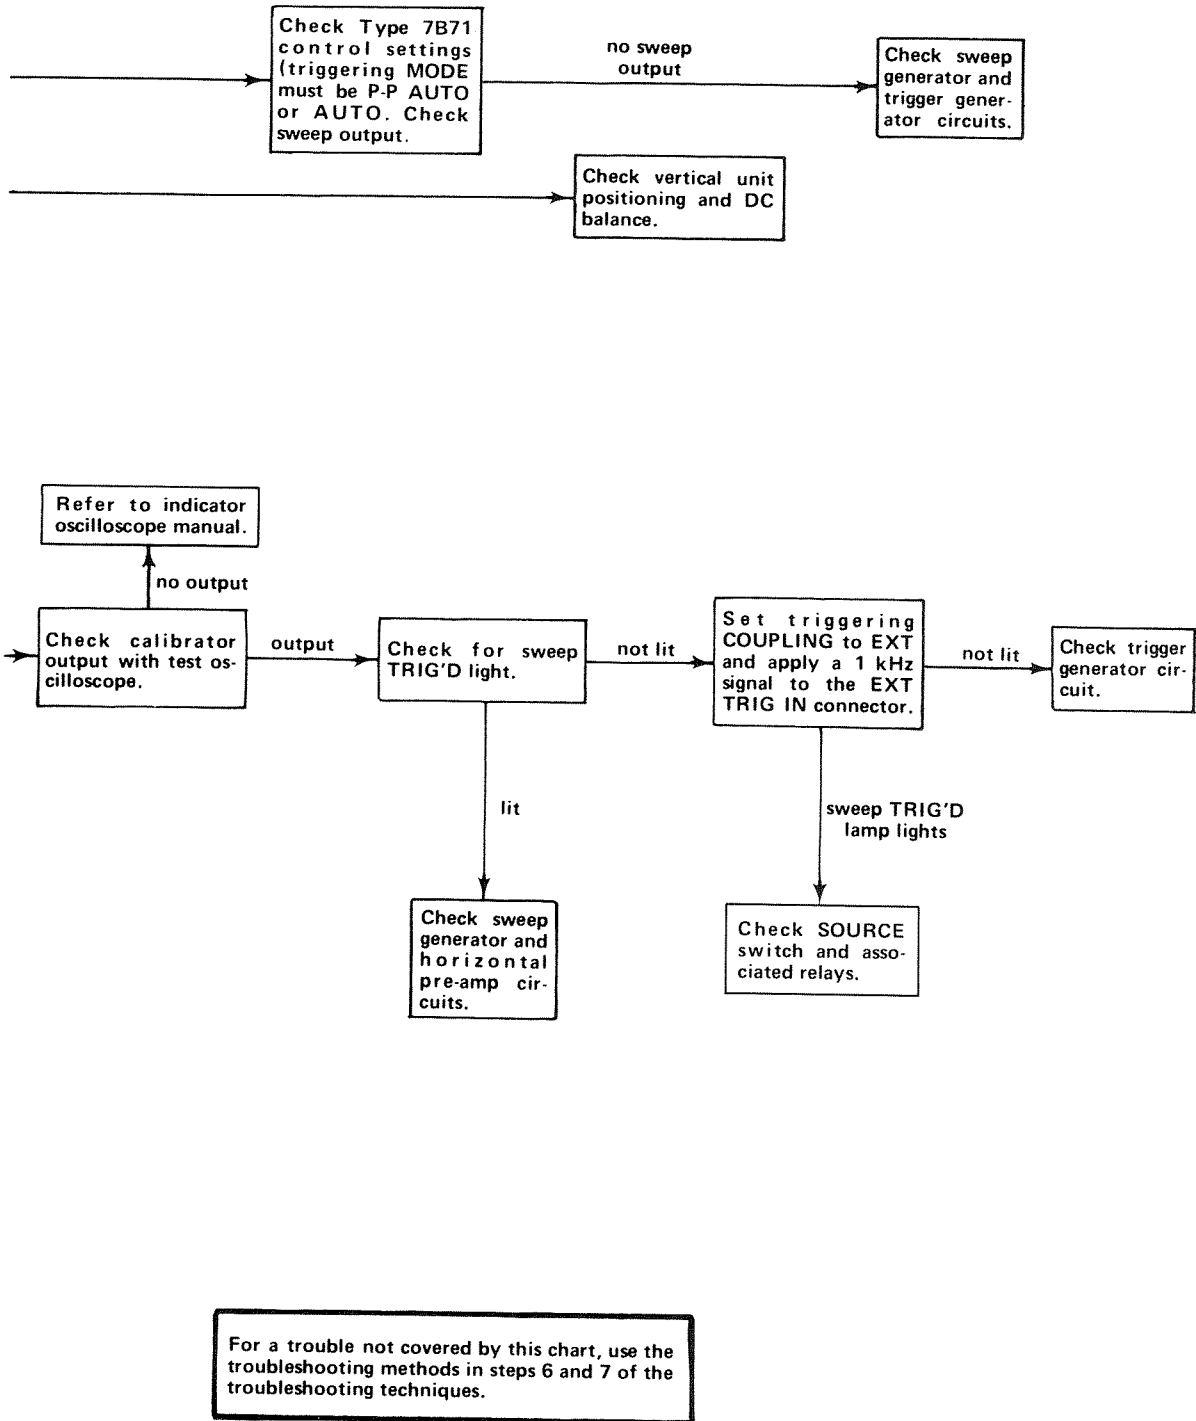 Check Type 7B71
control settings
(triggering MODE
must be P-P AUTO
or AUTO. Check
sweep output.
no sweep
output
Check sweep
generator and
trigger gener-
ator circuits.
Check vertical unit
positioning and DC
balance.
Refer to indicator
oscilloscope manual.
no output
Check calibrator
output with test os-
cilloscope.
output
Check for sweep
TRIG'D light.
not lit
Set triggering
COUPLING to EXT
and apply a 1 kHz
signal to the EXT
TRIG IN connector.
not lit
Check trigger
generator cir-
cuit.
lit
sweep TRIG'D
lamp lights
Check sweep
generator and
horizontal
pre-amp cir-
cuits.
Check SOURCE
switch and asso-
ciated relays.
For a trouble not covered by this chart, use the
troubleshooting methods in steps 6 and 7 of the
troubleshooting techniques.